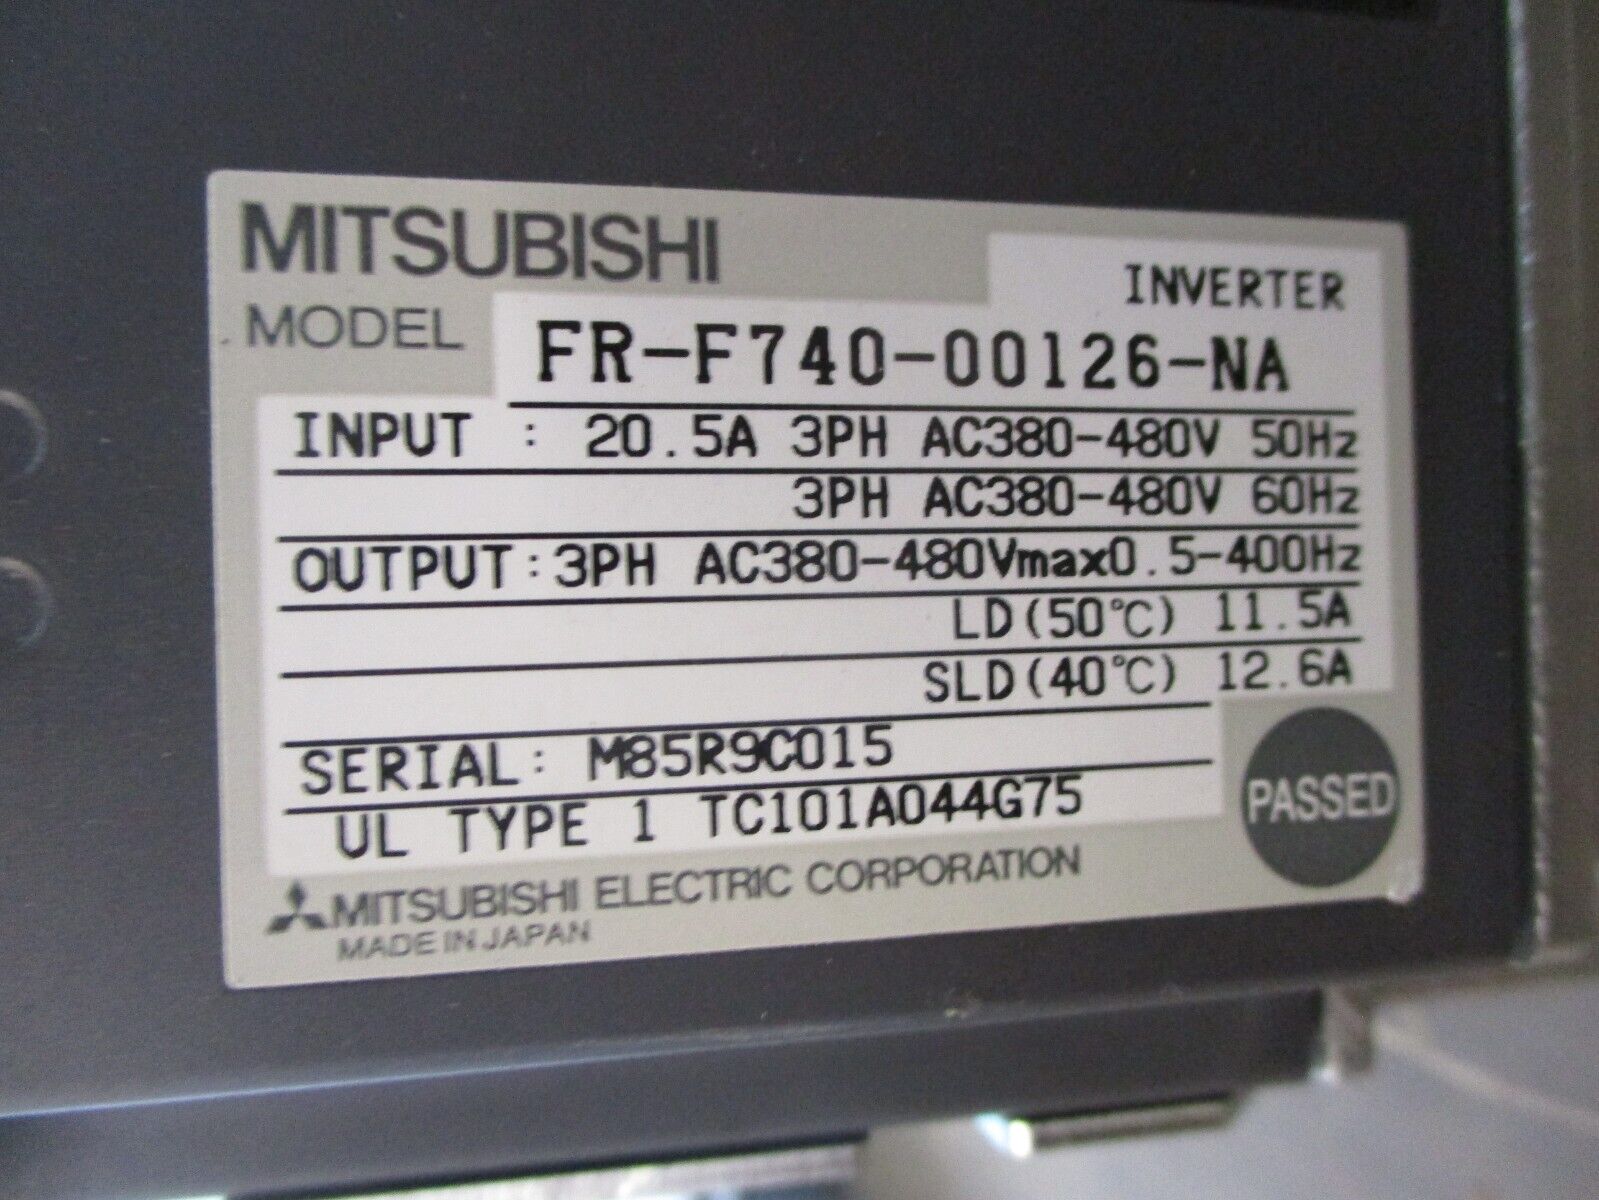 MITSUBISHI
INVERTER
MODEL FR-F740-00126-NA
INPUT : 20.5A 3PH AC380-480V 50Hz
3PH AC380-480V 60Hz
OUTPUT:3PH AC380-480Vmax0.5-400Hz
LD(50℃) 11.5A
SLD(40℃) 12.6A
SERIAL: M85R9C015
UL TYPE 1 TC101A044G75
PASSED
MITSUBISHI ELECTRIC CORPORATION
MADE IN JAPAN